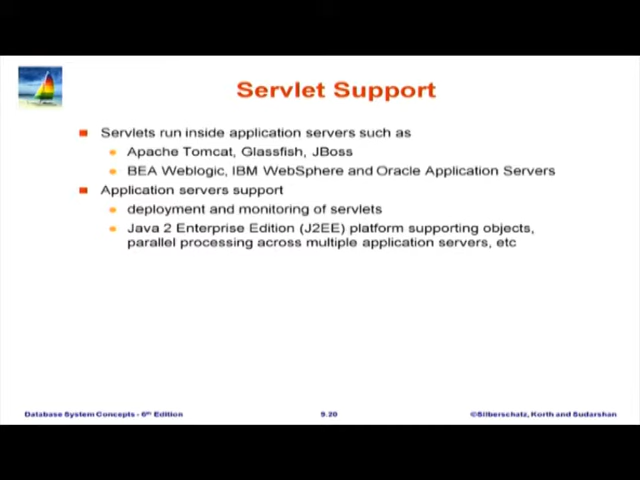 Servlet Support
Servlets run inside application servers such as
Apache Tomcat, Glassfish, JBoss
BEA Weblogic, IBM WebSphere and Oracle Application Servers
Application servers support
deployment and monitoring of servlets
Java 2 Enterprise Edition (J2EE) platform supporting objects,
parallel processing across multiple application servers, etc
Database System Concepts - 6th Edition
9.20
©Silberschatz, Korth and Sudarshan